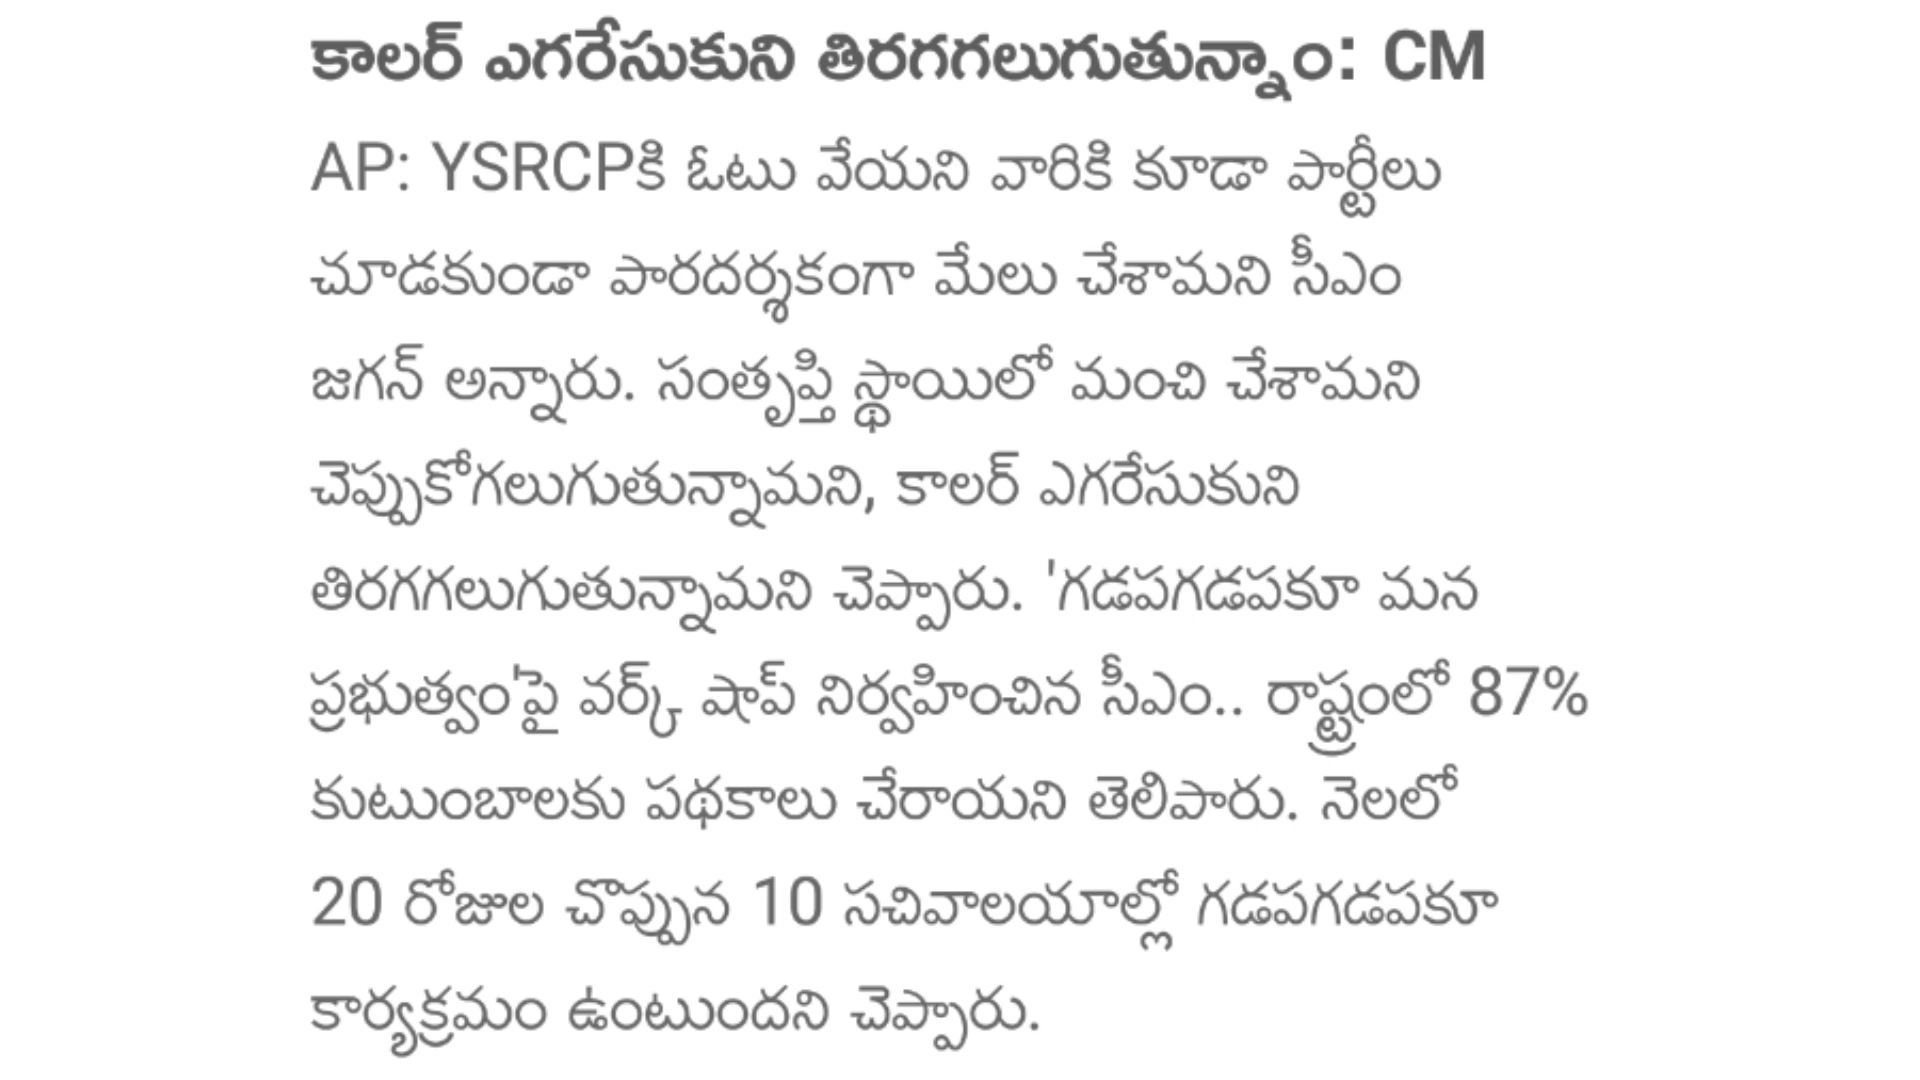 కాలర్ ఎగరేసుకుని తిరగగలుగుతున్నాం: CM
AP: YSRCPకి ఓటు వేయని వారికి కూడా పార్టీలు
చూడకుండా పారదర్శకంగా మేలు చేశామని సీఎం
జగన్ అన్నారు. సంతృప్తి స్థాయిలో మంచి చేశామని
చెప్పుకోగలుగుతున్నామని, కాలర్ ఎగరేసుకుని
తిరగగలుగుతున్నామని చెప్పారు. 'గడపగడపకూ మన
ప్రభుత్వం'పై వర్క్ షాప్ నిర్వహించిన సీఎం.. రాష్ట్రంలో 87%
కుటుంబాలకు పథకాలు చేరాయని తెలిపారు. నెలలో
20 రోజుల చొప్పున 10 సచివాలయాల్లో గడపగడపకూ
కార్యక్రమం ఉంటుందని చెప్పారు.